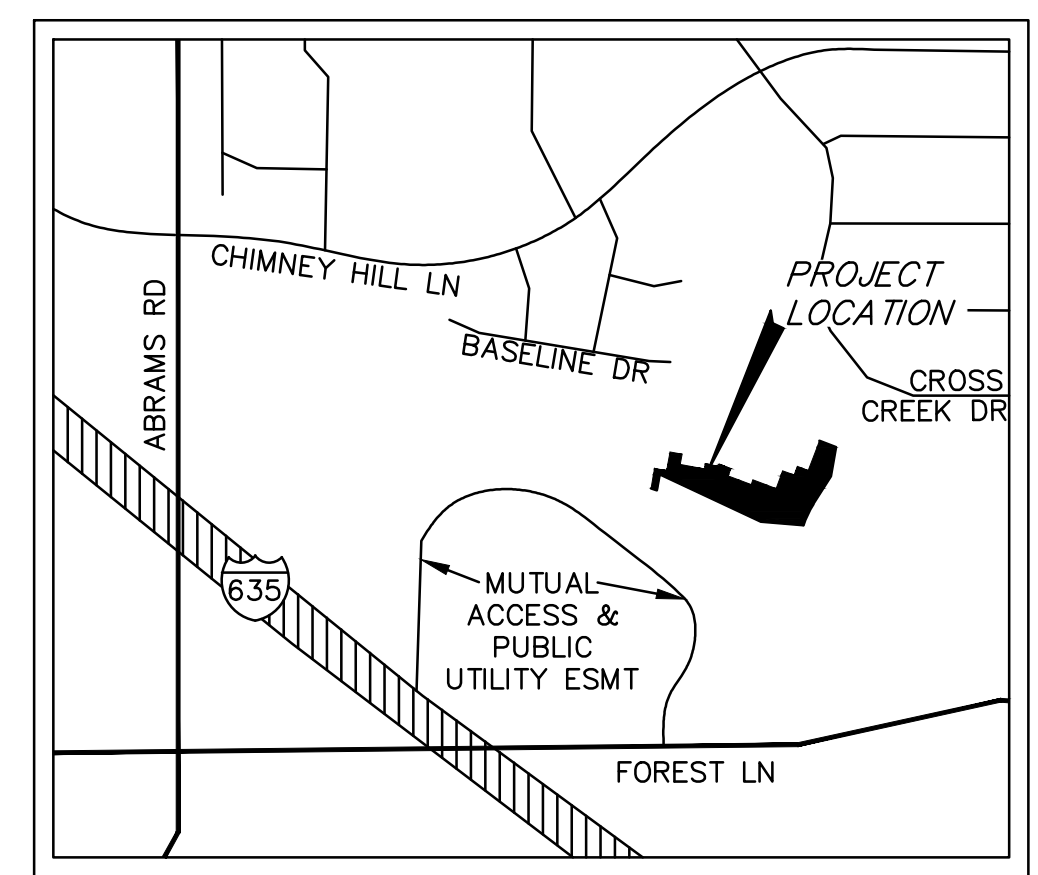 CHIMNEY HILL LN
PROJECT
LOCATION
ABRAMS RD
BASELINE DR
CROSS
CREEK DR
635
MUTUAL
ACCESS &
PUBLIC
UTILITY ESMT
FOREST LN